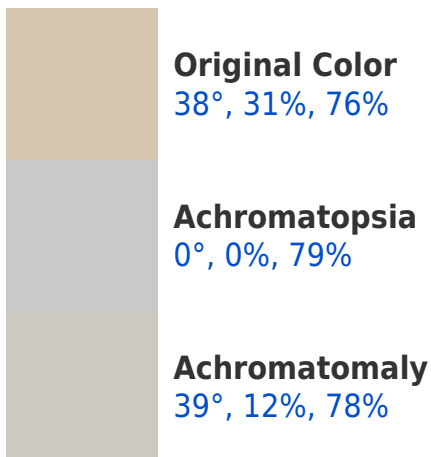 Original Color
38°, 31%, 76%
Achromatopsia
0°, 0%, 79%
Achromatomaly
39°, 12%, 78%